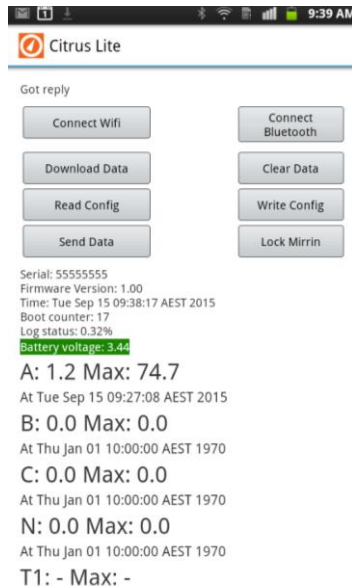 1
9:39 AM
Citrus Lite
Got reply
Connect Wifi
Connect
Bluetooth
Download Data
Clear Data
Read Config
Write Config
Send Data
Lock Mirrin
Serial: 55555555
Firmware Version: 1.00
Time: Tue Sep 15 09:38:17 AEST 2015
Boot counter: 17
Log status: 0.32%
Battery voltage: 3.44
A: 1.2 Max: 74.7
At Tue Sep 15 09:27:08 AEST 2015
B: 0.0 Max: 0.0
At Thu Jan 01 10:00:00 AEST 1970
C: 0.0 Max: 0.0
At Thu Jan 01 10:00:00 AEST 1970
N: 0.0 Max: 0.0
At Thu Jan 01 10:00:00 AEST 1970
T1: - Max: -